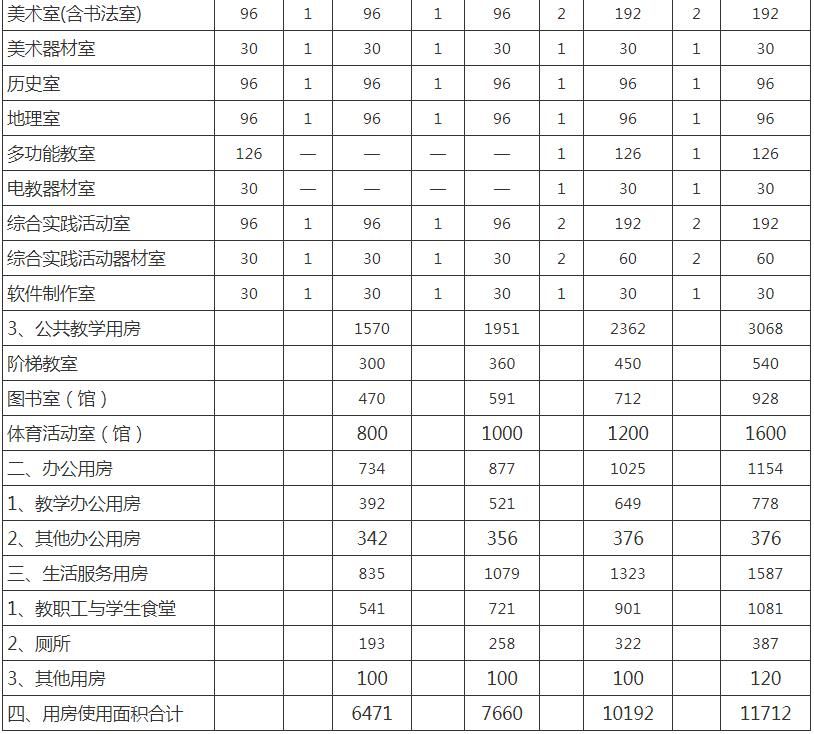 美术室(含书法室) 96 1 96 1 96 2 192 2 192
美术器材室 30 1 30 1 30 1 30 1 30
历史室 96 1 96 1 96 1 96 1 96
地理室 96 1 96 1 96 1 96 1 96
多功能教室 126 — — — — 1 126 1 126
电教器材室 30 — — — — 1 30 1 30
综合实践活动室 96 1 96 1 96 2 192 2 192
综合实践活动器材室 30 1 30 1 30 2 60 2 60
软件制作室 30 1 30 1 30 1 30 1 30
3、公共教学用房 1570 1951 2362 3068
阶梯教室 300 360 450 540
图书室（馆） 470 591 712 928
体育活动室（馆） 800 1000 1200 1600
二、办公用房 734 877 1025 1154
1、教学办公用房 392 521 649 778
2、其他办公用房 342 356 376 376
三、生活服务用房 835 1079 1323 1587
1、教职工与学生食堂 541 721 901 1081
2、厕所 193 258 322 387
3、其他用房 100 100 100 120
四、用房使用面积合计 6471 7660 10192 11712